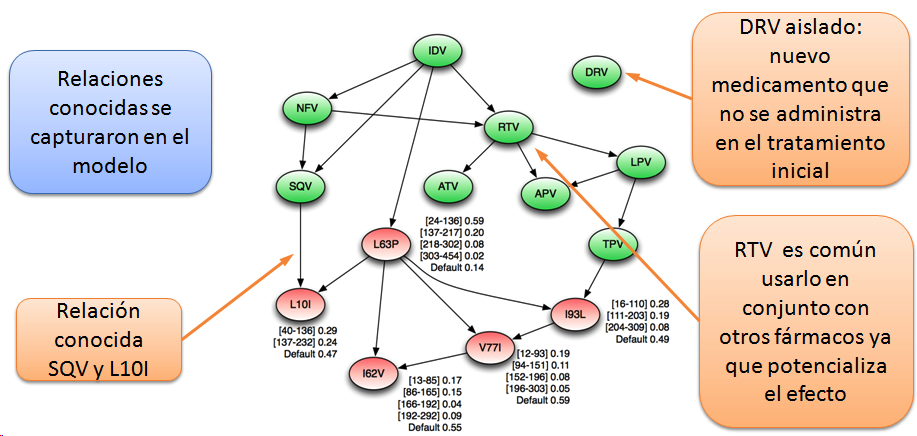 Relaciones
conocidas se
capturaron en el
modelo
IDV
DRV
DRV aislado:
nuevo
medicamento que
no se administra
en el tratamiento
inicial
NFV
RTV
LPV
SQV
ATV
APV
L63P
[24-136] 0.59
[137-217] 0.20
[218-302] 0.08
[303-454] 0.02
Default 0.14
TPV
RTV es común
usarlo en
conjunto con
otros fármacos ya
que potencializa
el efecto
Relación
conocida
SQV y L10I
L10I
[40-136] 0.29
[137-232] 0.24
Default 0.47
I93L
[16-110] 0.28
[111-203] 0.19
[204-309] 0.08
Default 0.49
V77I
[12-93] 0.19
[94-151] 0.11
[152-196] 0.08
[196-303] 0.05
Default 0.59
I62V
[13-85] 0.17
[86-165] 0.15
[166-192] 0.04
[192-292] 0.09
Default 0.55